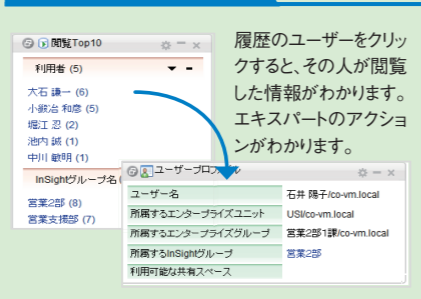 閲覧Top10
利用者 (5)
大石 謙一 (6)
小鍛冶 和彦 (5)
堀江 忍 (2)
池内 誠 (1)
中川 敏明 (1)
InSightグループ名
営業2部 (8)
営業支援部 (7)
履歴のユーザーをクリッ
クすると、その人が閲覧
した情報がわかります。
エキスパートのアクショ
ンがわかります。
ユーザープロファイル
ユーザー名 石井 陽子/co-vm.local
所属するエンタープライズユニット USI/co-vm.local
所属するエンタープライズグループ 営業2部1課/co-vm.local
所属するInSightグループ 営業2部
利用可能な共有スペース